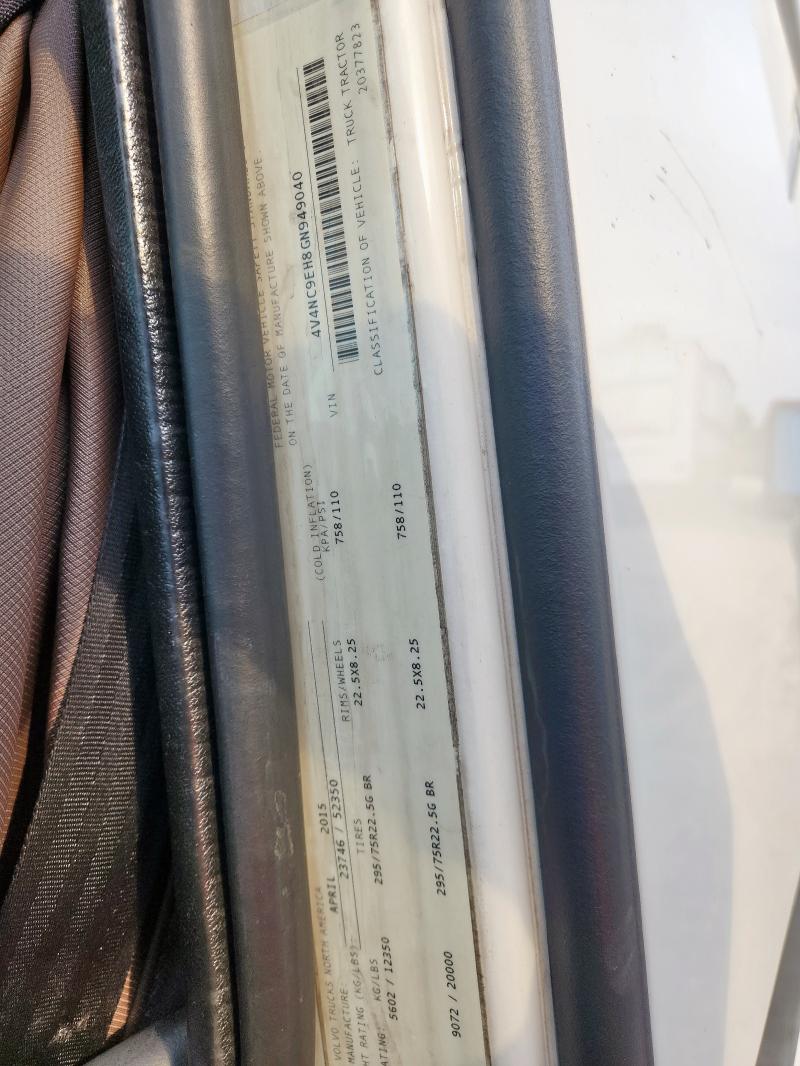 VOLVO TRUCKS NORTH AMERICA
MANUFACTURE: APRIL 2015
HT RATING (KG/LBS): 23746 / 52350
(COLD INFLATION)
ATING: KG/LBS TIRES RIMS/WHEELS KPA/PSI
5602 / 12350 295/75R22.5G BR 22.5X8.25 758/110
9072 / 20000 295/75R22.5G BR 22.5X8.25 758/110
FEDERAL MOTOR VEHICLE SAFETY
ON THE DATE OF MANUFACTURE SHOWN ABOVE.
VIN 4V4NC9EH8GN949040
CLASSIFICATION OF VEHICLE: TRUCK TRACTOR
20377823